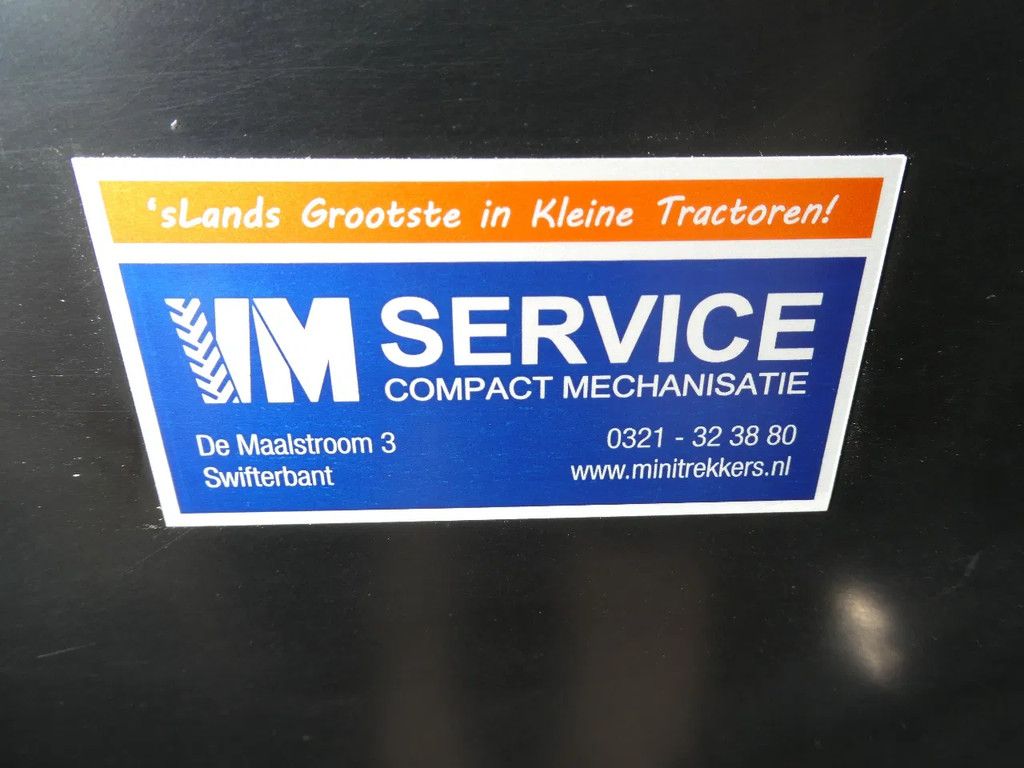 'sLands Grootste in Kleine Tractoren!
VM SERVICE
COMPACT MECHANISATIE
De Maalstroom 3
Swifterbant
0321 - 32 38 80
www.minitrekkers.nl